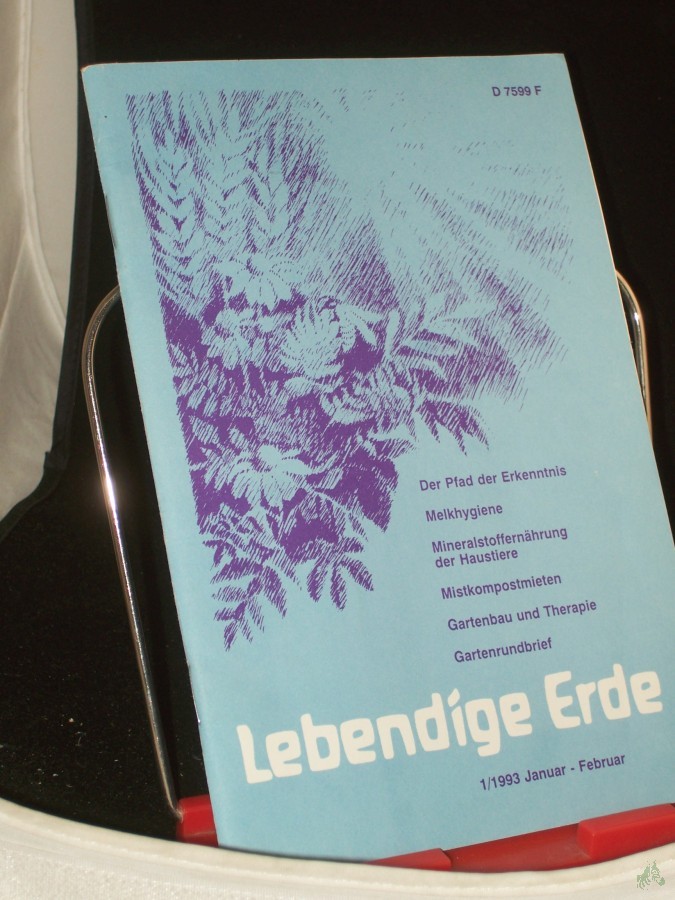 D 7599 F
Der Pfad der Erkenntnis
Melkhygiene
Mineralstoffernährung
der Haustiere
Mistkompostmieten
Gartenbau und Therapie
Gartenrundbrief
Lebendige Erde
1/1993 Januar - Februar